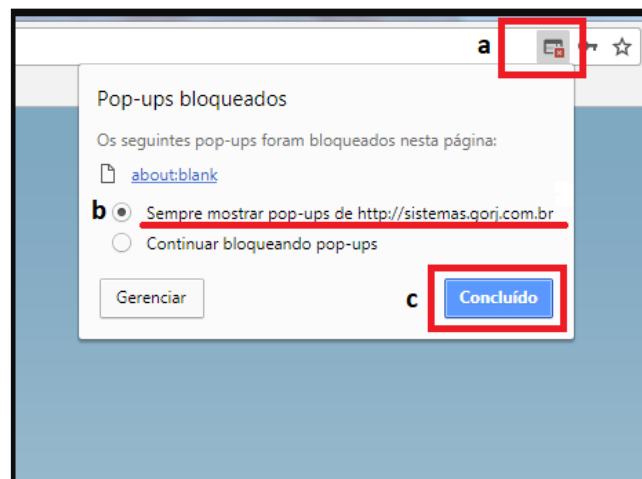 a
Pop-ups bloqueados
Os seguintes pop-ups foram bloqueados nesta página:
about:blank
b Sempre mostrar pop-ups de http://sistemas.qorj.com.br
Continuar bloqueando pop-ups
Gerenciar c Concluído